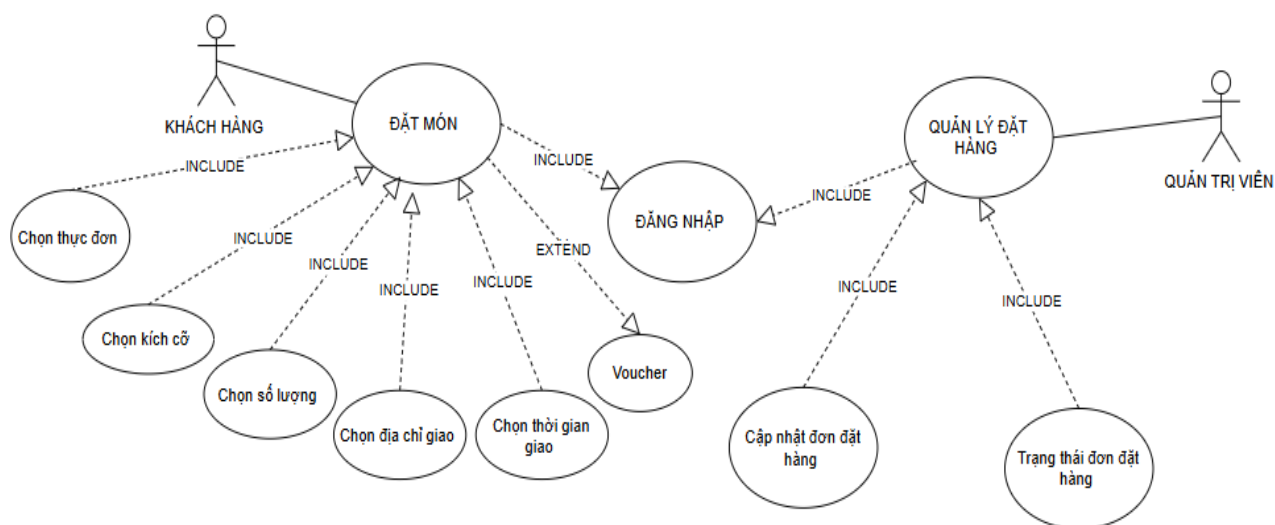 KHÁCH HÀNG
ĐẶT MÓN
QUẢN LÝ ĐẶT
HÀNG
QUẢN TRỊ VIÊN
INCLUDE
INCLUDE
INCLUDE
ĐĂNG NHẬP
Chọn thực đơn
INCLUDE
INCLUDE
INCLUDE
INCLUDE
EXTEND
INCLUDE
INCLUDE
Chọn kích cỡ
Chọn số lượng
Chọn địa chỉ giao
Chọn thời gian
giao
Voucher
Cập nhật đơn đặt
hàng
Trạng thái đơn đặt
hàng